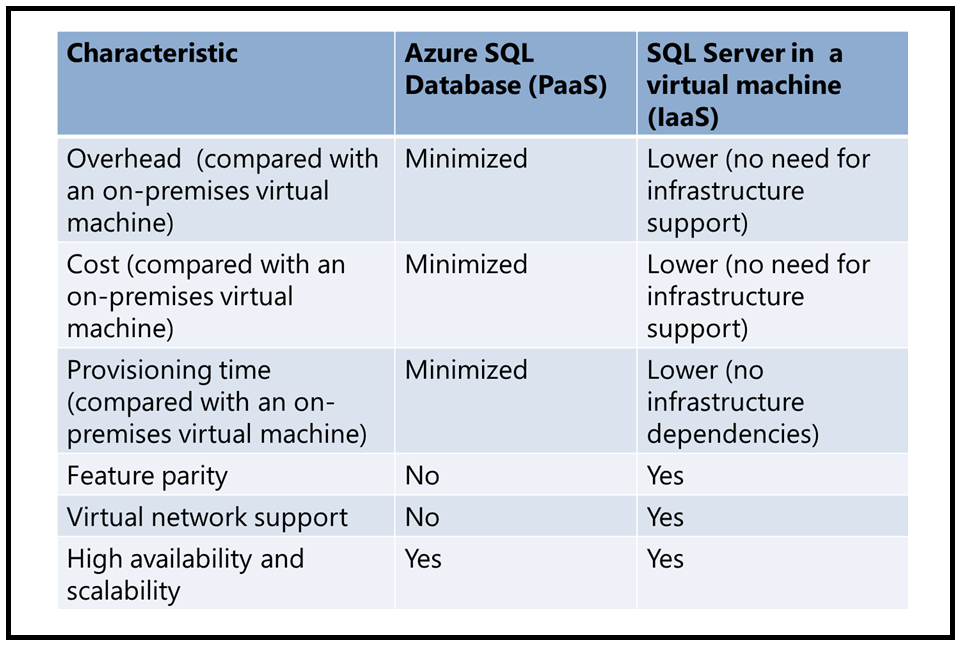 Characteristic
Azure SQL
Database (PaaS)
SQL Server in  a
virtual machine
(IaaS)
Overhead  (compared with
an on-premises virtual
machine)
Minimized
Lower (no need for
infrastructure
support)
Cost (compared with an
on-premises virtual
machine)
Minimized
Lower (no need for
infrastructure
support)
Provisioning time
(compared with an on-
premises virtual machine)
Minimized
Lower (no
infrastructure
dependencies)
Feature parity
No
Yes
Virtual network support
No
Yes
High availability and
scalability
Yes
Yes